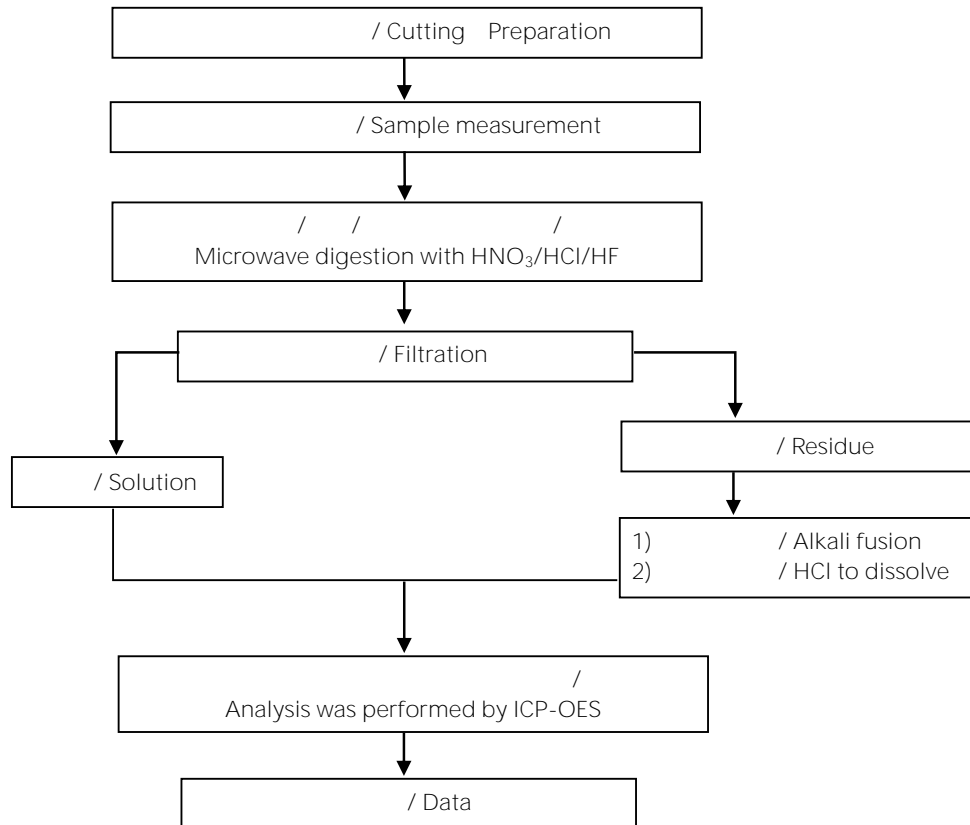 / Cutting Preparation
/ Sample measurement
/ / /
Microwave digestion with HNO₃/HCl/HF
/ Filtration
/ Solution
/ Residue
1) / Alkali fusion
2) / HCl to dissolve
/
Analysis was performed by ICP-OES
/ Data